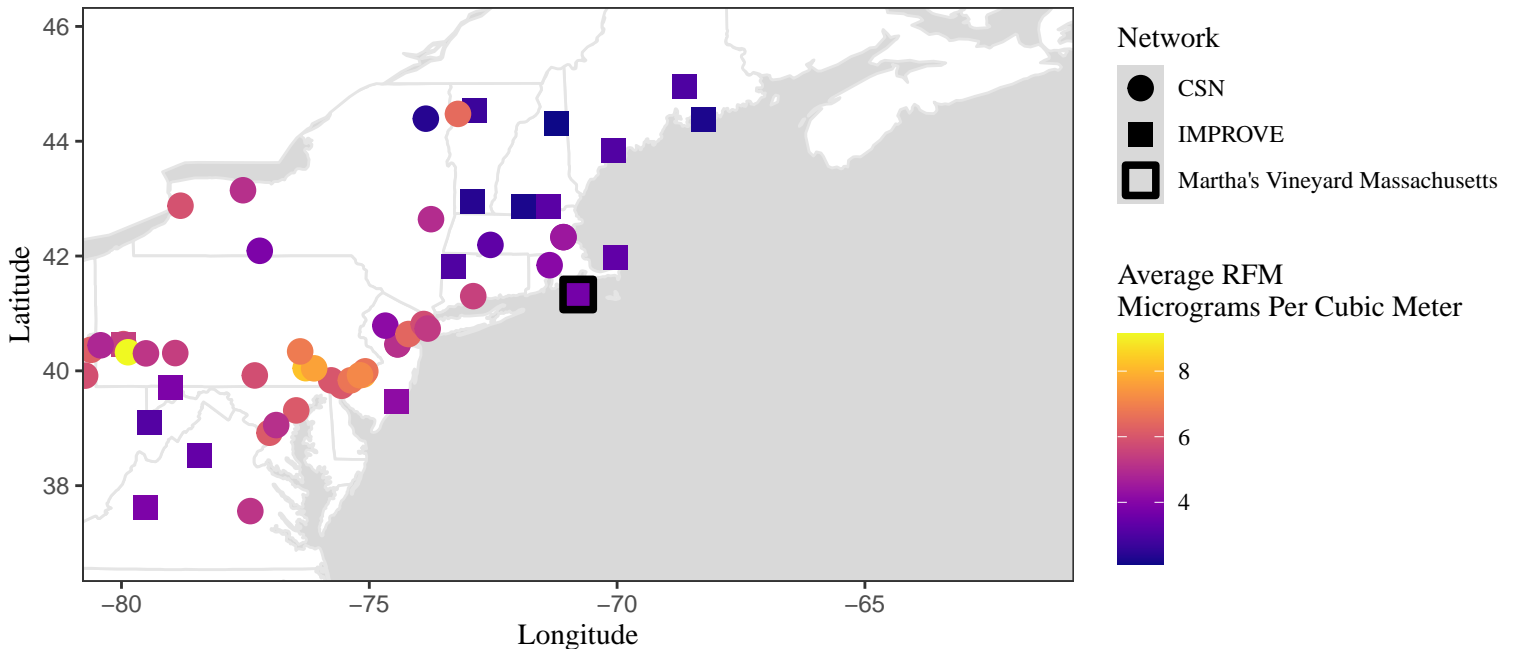 46
44
42
40
38
Latitude
−80
−75
−70
−65
Longitude
Network
CSN
IMPROVE
Martha's Vineyard Massachusetts
Average RFM
Micrograms Per Cubic Meter
8
6
4